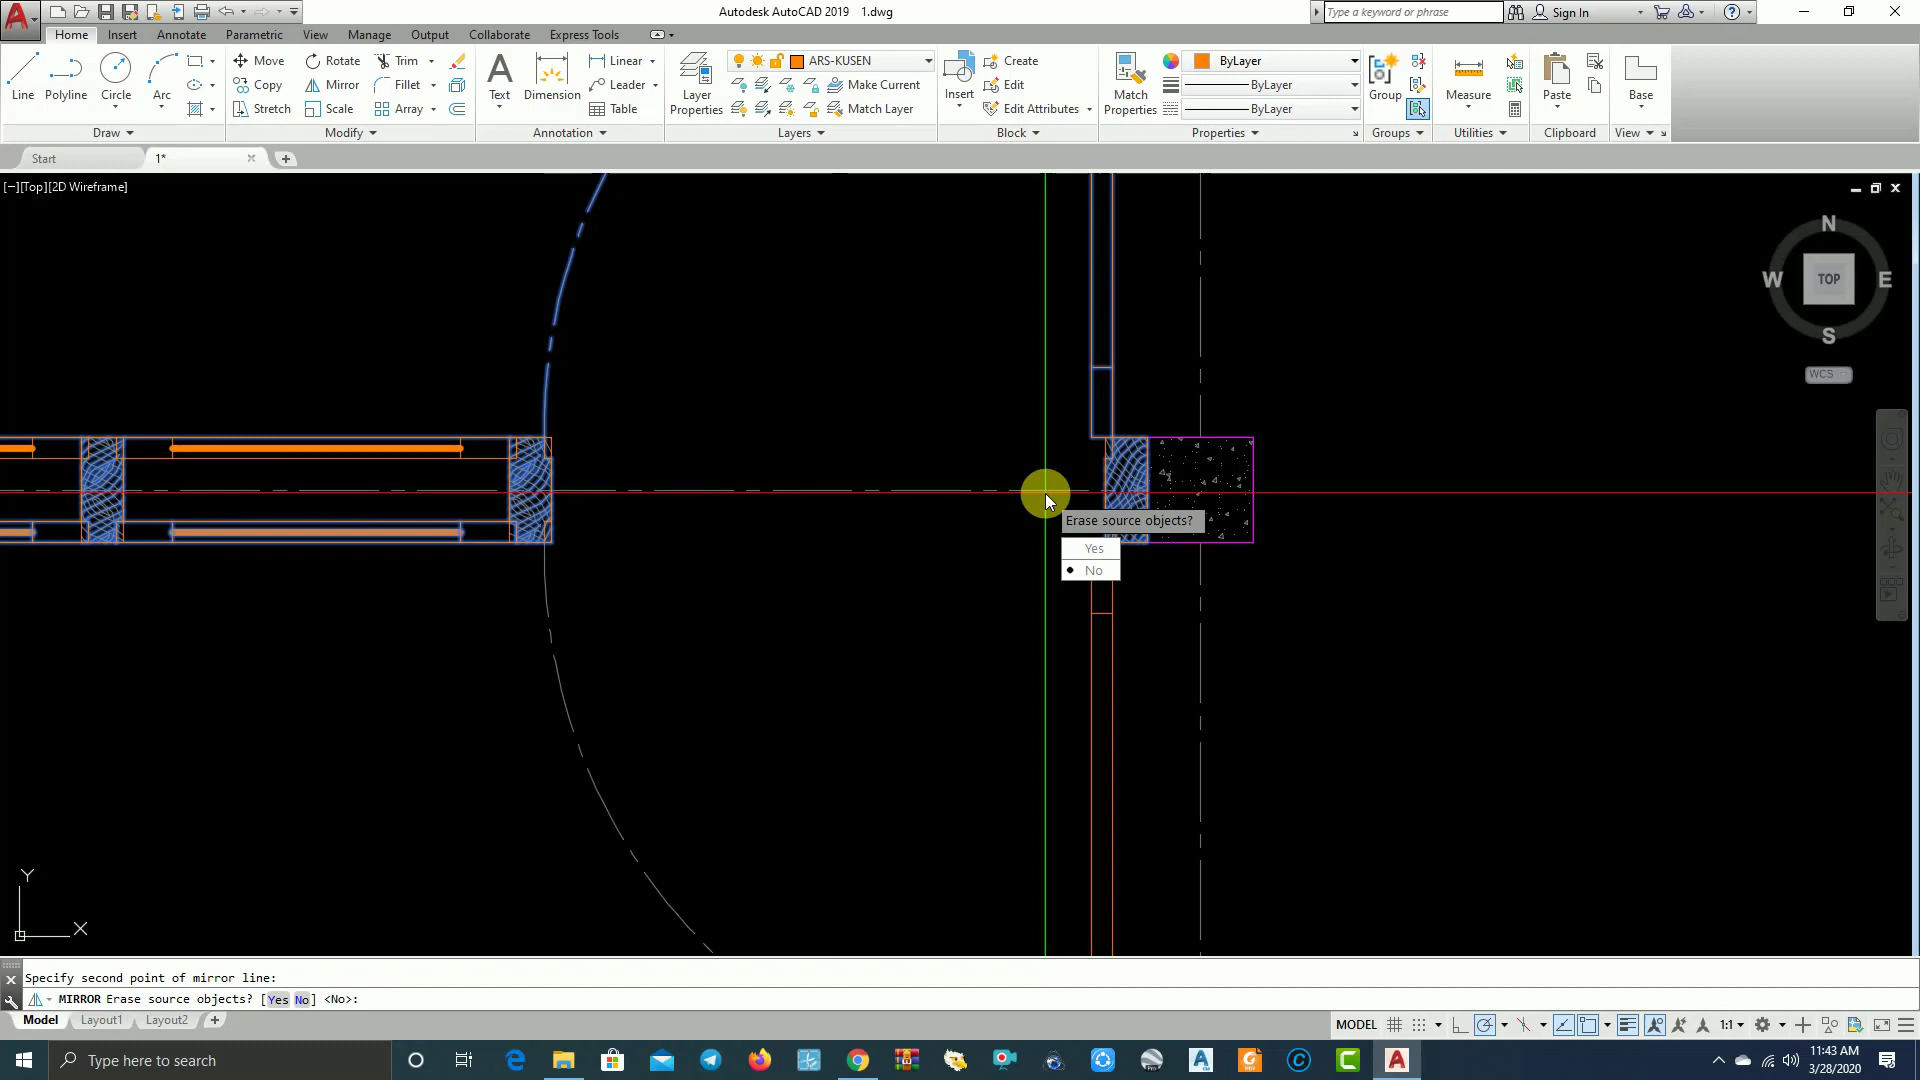 Autodesk AutoCAD 2019 1.dwg
Type a keyword or phrase
Sign In
Home Insert Annotate Parametric View Manage Output Collaborate Express Tools
Line
Polyline
Circle
Arc
Draw
Move
Copy
Stretch
Rotate
Mirror
Scale
Trim
Fillet
Array
Modify
Text
Dimension
Linear
Leader
Table
Annotation
Layer
Properties
ARS-KUSEN
Make Current
Match Layer
Layers
Insert
Create
Edit
Edit Attributes
Block
Match
Properties
ByLayer
ByLayer
ByLayer
Properties
Group
Groups
Measure
Utilities
Paste
Clipboard
Base
View
Start
1*
[−][Top][2D Wireframe]
N
W
TOP
E
S
WCS
Erase source objects?
Yes
No
Y
X
Specify second point of mirror line:
MIRROR Erase source objects? [Yes No] <No>:
Model Layout1 Layout2
MODEL
1:1
Type here to search
11:43 AM
3/28/2020